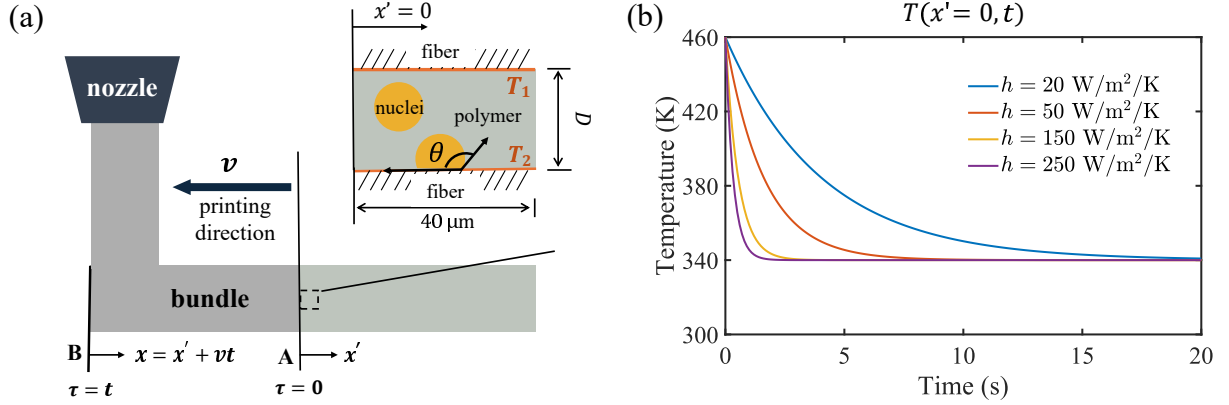 (a)
x' = 0
fiber
T₁
nozzle
nuclei
polymer
D
θ
T₂
v
fiber
printing
direction
40 μm
bundle
B
x = x' + vt
A
x'
τ = t
τ = 0
(b)
T(x' = 0, t)
460
420
380
340
300
Temperature (K)
h = 20 W/m²/K
h = 50 W/m²/K
h = 150 W/m²/K
h = 250 W/m²/K
0
5
10
15
20
Time (s)